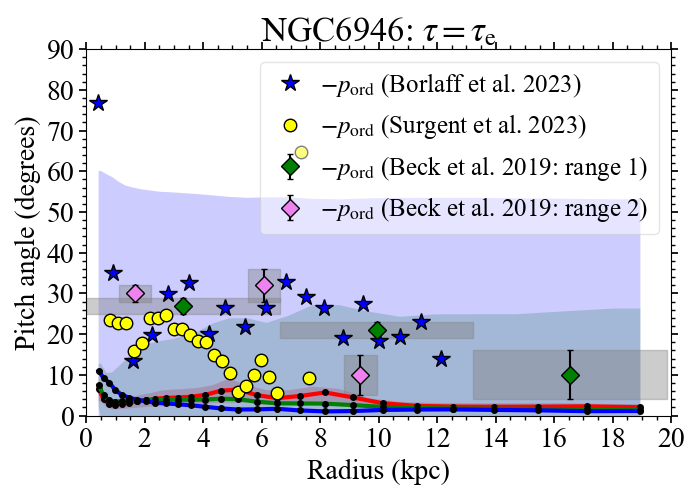 NGC6946: τ = τe
90
80
70
60
50
40
30
20
10
0
Pitch angle (degrees)
−pord (Borlaff et al. 2023)
−pord (Surgent et al. 2023)
−pord (Beck et al. 2019: range 1)
−pord (Beck et al. 2019: range 2)
0 2 4 6 8 10 12 14 16 18 20
Radius (kpc)